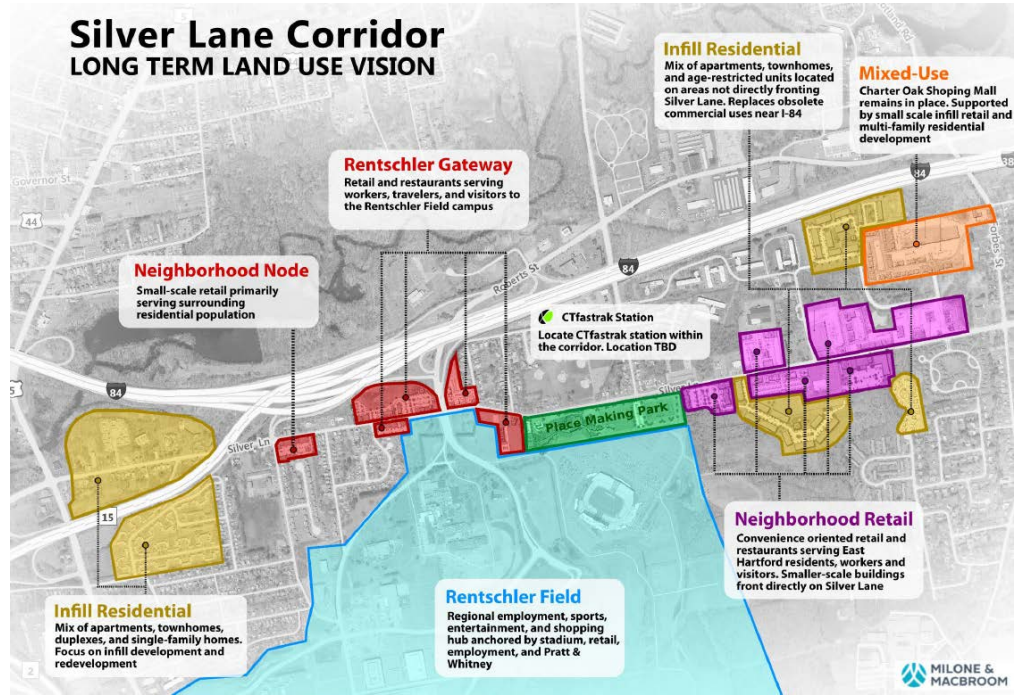 Silver Lane Corridor
LONG TERM LAND USE VISION
Infill Residential
Mix of apartments, townhomes,
and age-restricted units located
on areas not directly fronting
Silver Lane. Replaces obsolete
commercial uses near I-84
Mixed-Use
Charter Oak Shoping Mall
remains in place. Supported
by small scale infill retail and
multi-family residential
development
Rentschler Gateway
Retail and restaurants serving
workers, travelers, and visitors to
the Rentschler Field campus
Governor St
44
84
38
Forbes St
Neighborhood Node
Small-scale retail primarily
serving surrounding
residential population
Roberts St
84
CTfastrak Station
Locate CTfastrak station within
the corridor. Location TBD
84
5
Silver Ln
Place Making Park
15
Neighborhood Retail
Convenience oriented retail and
restaurants serving East
Hartford residents, workers and
visitors. Smaller-scale buildings
front directly on Silver Lane
Infill Residential
Mix of apartments, townhomes,
duplexes, and single-family homes.
Focus on infill development and
redevelopment
Rentschler Field
Regional employment, sports,
entertainment, and shopping
hub anchored by stadium, retail,
employment, and Pratt &
Whitney
2
MILONE &
MACBROOM